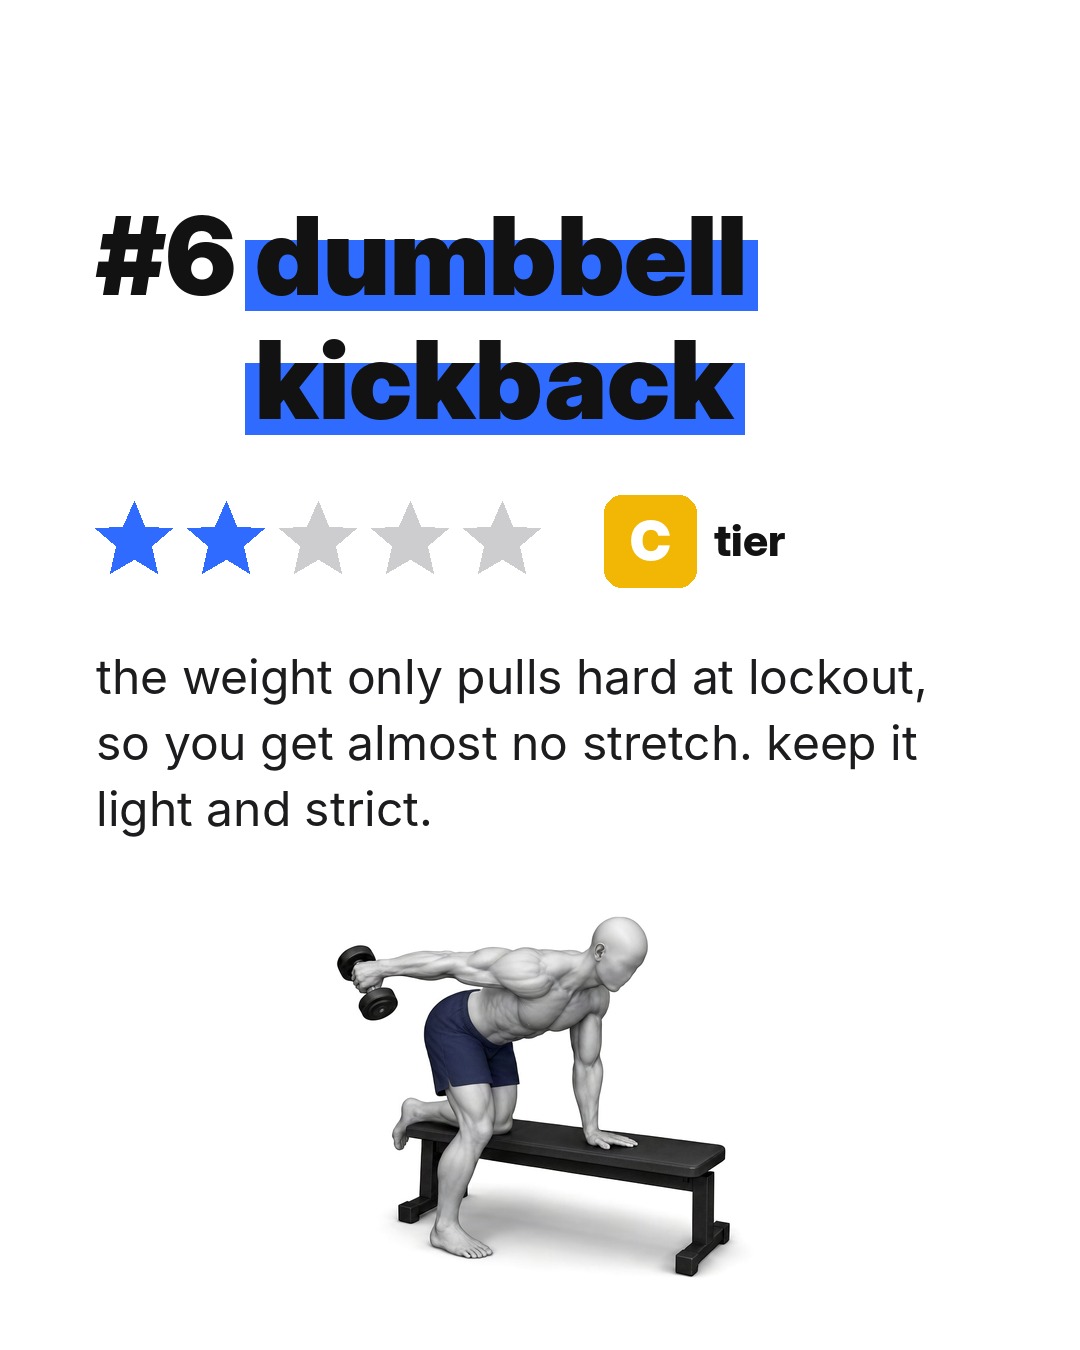 #6 dumbbell
kickback
C tier
the weight only pulls hard at lockout,
so you get almost no stretch. keep it
light and strict.